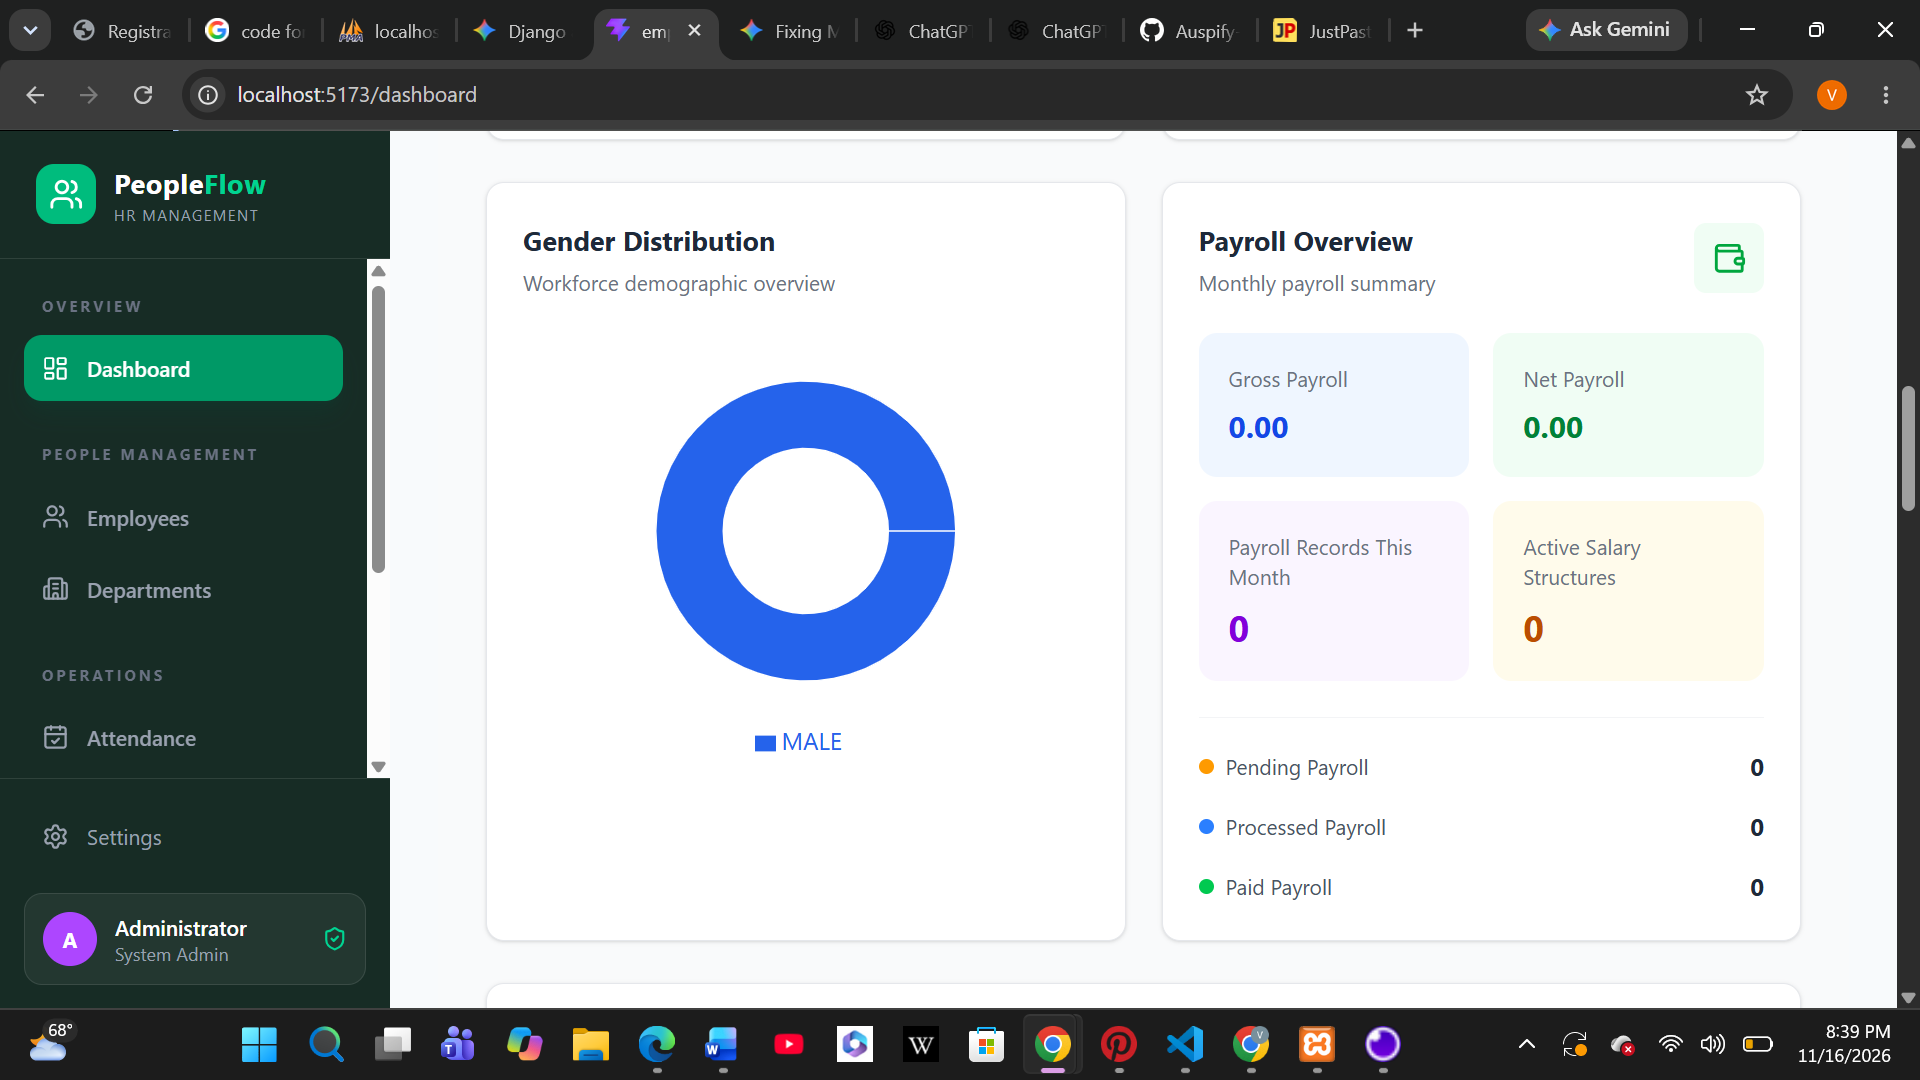 Registra
code fo
localhos
Django
em
Fixing M
ChatGP
ChatGP
Auspify-
JustPast
Ask Gemini
localhost:5173/dashboard
V
PeopleFlow
HR MANAGEMENT
OVERVIEW
Dashboard
PEOPLE MANAGEMENT
Employees
Departments
OPERATIONS
Attendance
Settings
A
Administrator
System Admin
Gender Distribution
Workforce demographic overview
MALE
Payroll Overview
Monthly payroll summary
Gross Payroll
0.00
Net Payroll
0.00
Payroll Records This
Month
0
Active Salary
Structures
0
Pending Payroll 0
Processed Payroll 0
Paid Payroll 0
68°
8:39 PM
11/16/2026